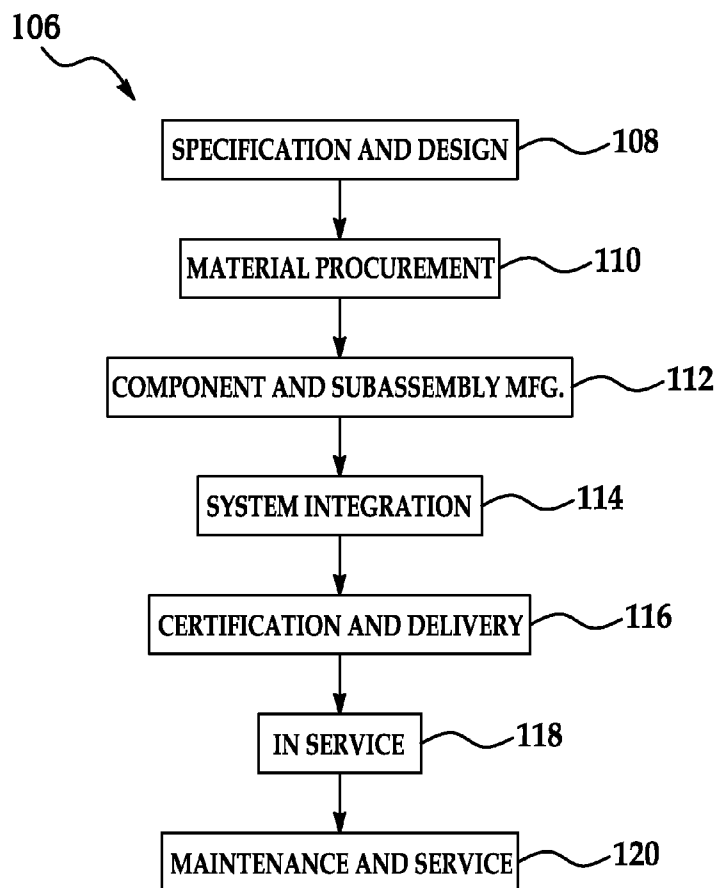 106
SPECIFICATION AND DESIGN
108
MATERIAL PROCUREMENT
110
COMPONENT AND SUBASSEMBLY MFG.
112
SYSTEM INTEGRATION
114
CERTIFICATION AND DELIVERY
116
IN SERVICE
118
MAINTENANCE AND SERVICE
120